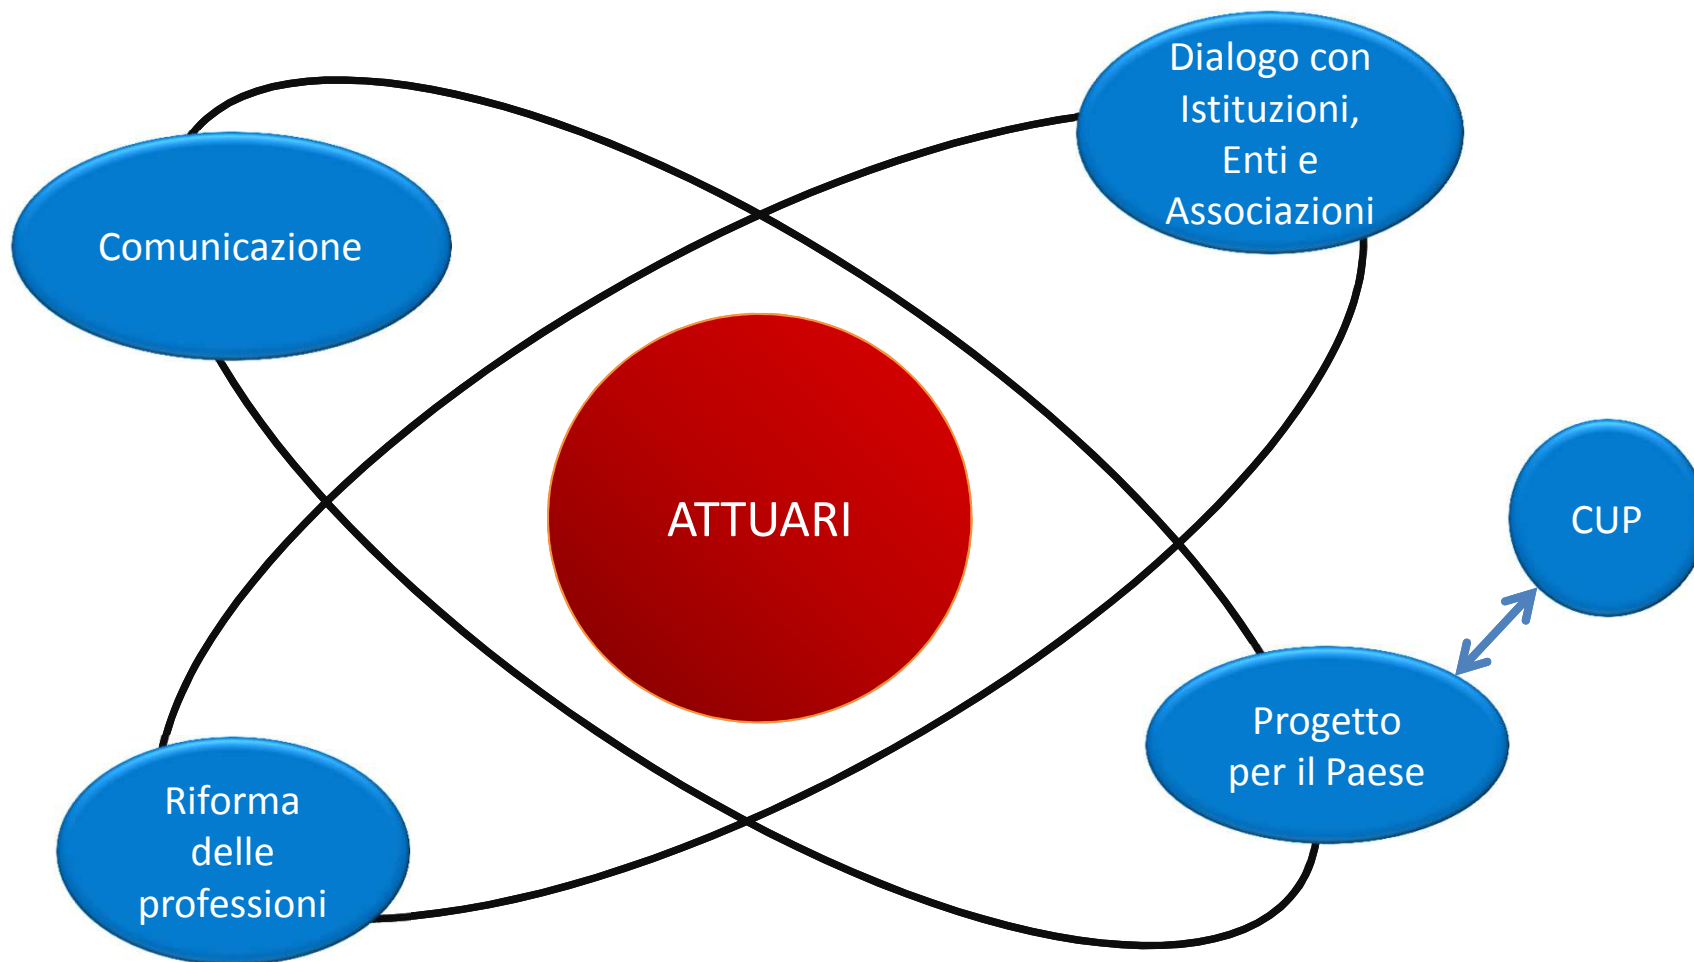 Dialogo con
Istituzioni,
Enti e
Associazioni
Comunicazione
ATTUARI
CUP
Progetto
per il Paese
Riforma
delle
professioni